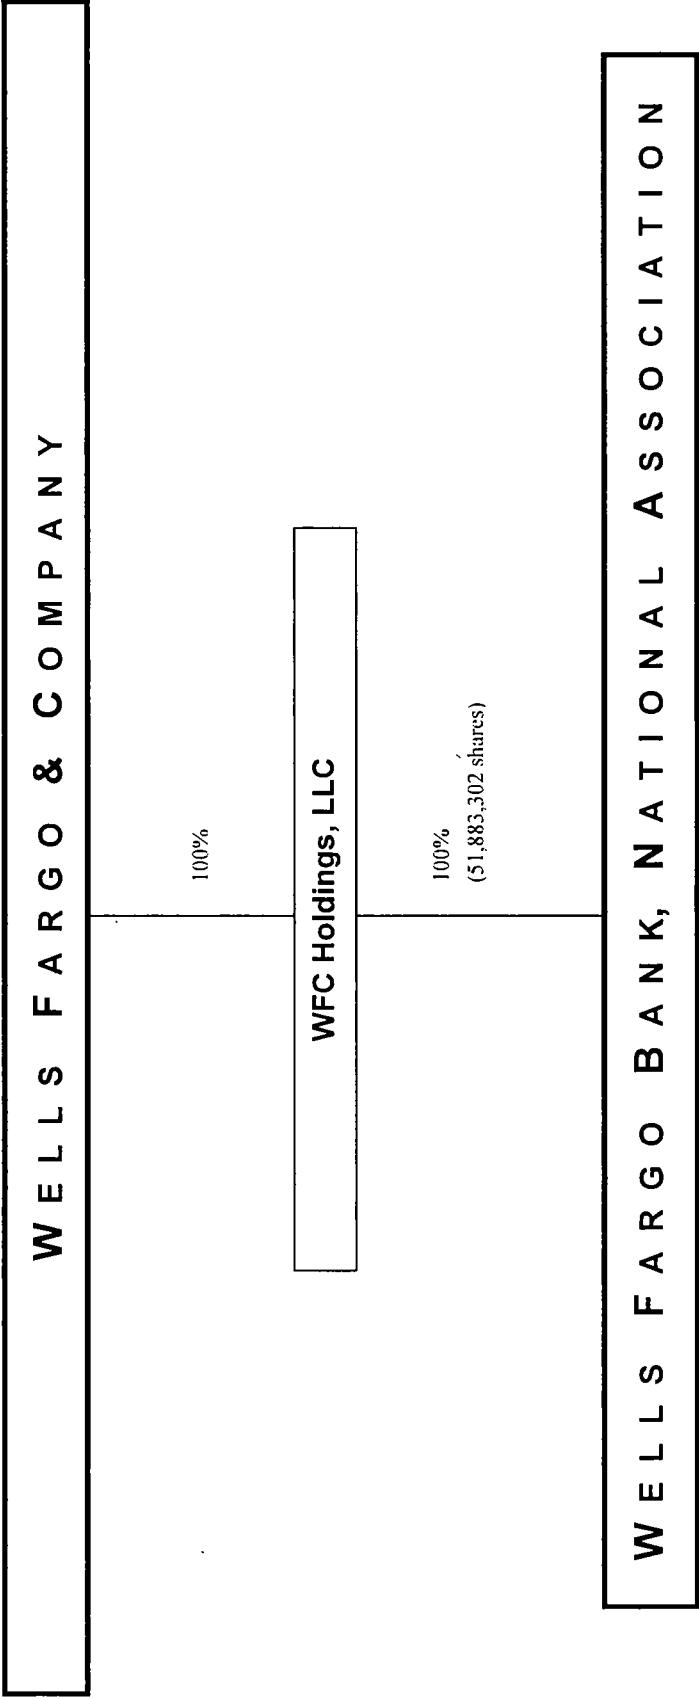 WELLS FARGO & COMPANY
100%
WFC Holdings, LLC
100%
(51,883,302 shares)
WELLS FARGO BANK, NATIONAL ASSOCIATION